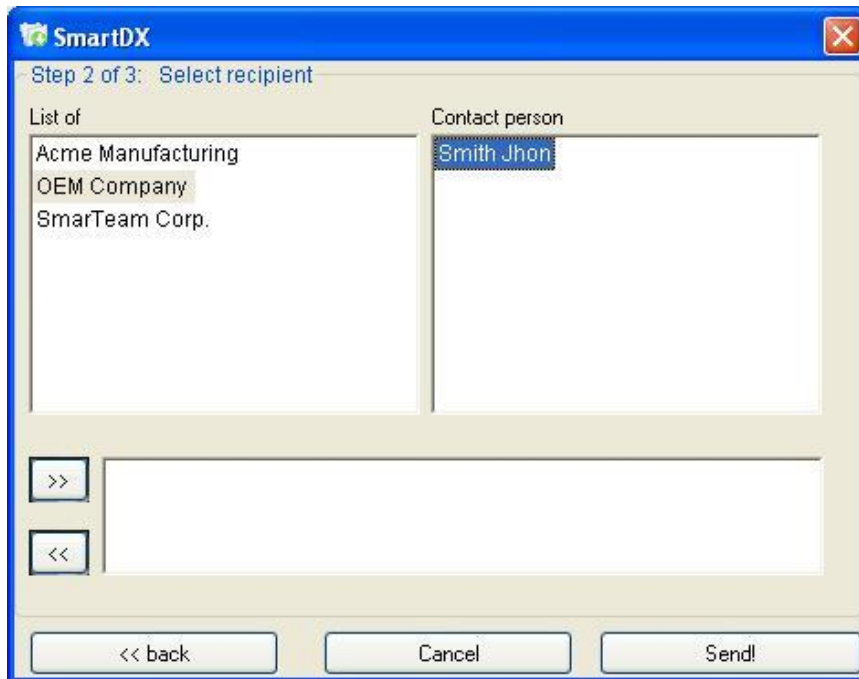 SmartDX
Step 2 of 3: Select recipient
List of
Contact person
Acme Manufacturing
OEM Company
SmarTeam Corp.
Smith Jhon
>>
<<
<< back
Cancel
Send!